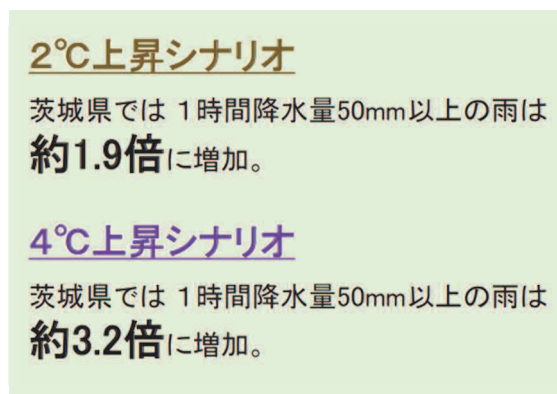 2℃上昇シナリオ
茨城県では 1時間降水量50mm以上の雨は
約1.9倍に増加。
4℃上昇シナリオ
茨城県では 1時間降水量50mm以上の雨は
約3.2倍に増加。